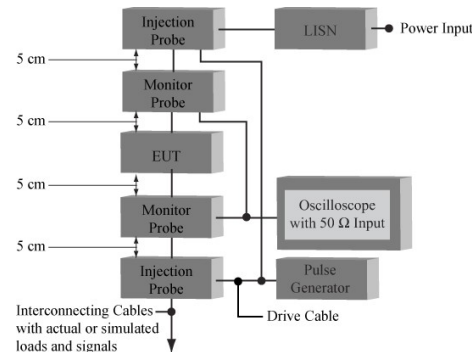 Injection
Probe
LISN
Power Input
5 cm
Monitor
Probe
5 cm
EUT
5 cm
Monitor
Probe
Oscilloscope
with 50 Ω Input
5 cm
Injection
Probe
Pulse
Generator
Interconnecting Cables
with actual or simulated
loads and signals
Drive Cable